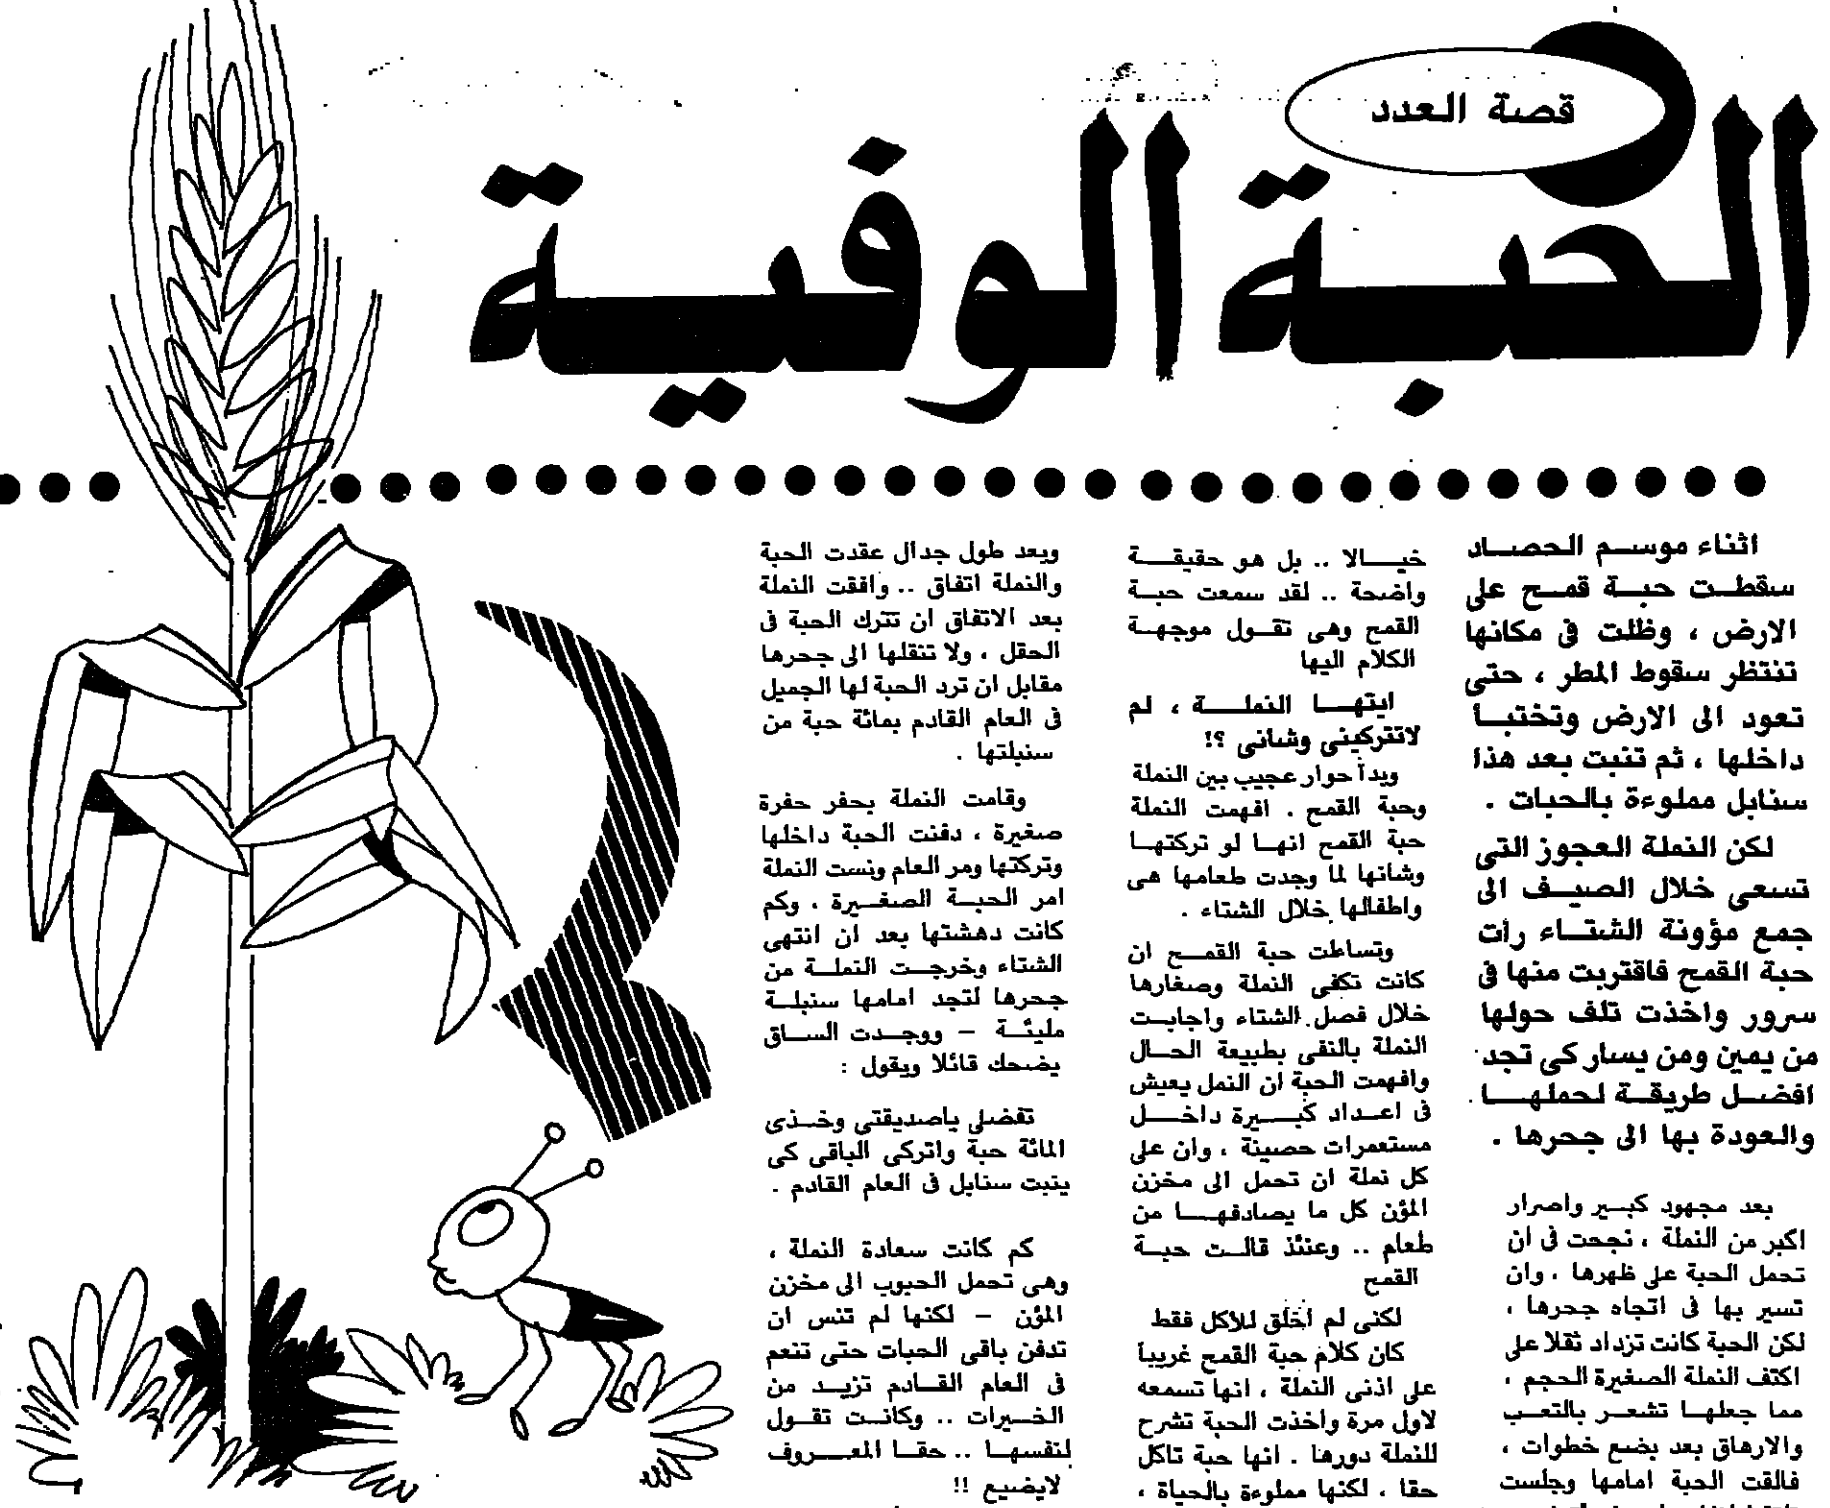 قصة العدد
الحبة الوفية
اثناء موسم الحصاد
سقطت حبة قمح على
الارض ، وظلت فى مكانها
تنتظر سقوط المطر ، حتى
تعود الى الارض وتختبأ
داخلها ، ثم تنبت بعد هذا
سنابل مملوءة بالحبات .
لكن النملة العجوز التى
تسعى خلال الصيف الى
جمع مؤونة الشتاء رأت
حبة القمح فاقتربت منها فى
سرور واخذت تلف حولها
من يمين ومن يسار كى تجد
افضل طريقة لحملها
والعودة بها الى جحرها .
بعد مجهود كبير واصرار
اكبر من النملة ، نجحت فى ان
تحمل الحبة على ظهرها ، وان
تسير بها فى اتجاه جحرها ،
لكن الحبة كانت تزداد ثقلا على
اكتف النملة الصغيرة الحجم ،
مما جعلها تشعر بالتعب
والارهاق بعد بضع خطوات ،
فالقت الحبة امامها وجلست
خيالا .. بل هو حقيقة
واضحة .. لقد سمعت حبة
القمح وهى تقول موجهة
الكلام اليها
ايتها النملة ، لم
لاتتركينى وشانى ؟!
وبدأ حوار عجيب بين النملة
وحبة القمح . افهمت النملة
حبة القمح انها لو تركتها
وشانها لما وجدت طعامها هى
واطفالها خلال الشتاء .
وتساءلت حبة القمح ان
كانت تكفى النملة وصغارها
خلال فصل الشتاء واجابت
النملة بالنفى بطبيعة الحال
وافهمت الحبة ان النمل يعيش
فى اعداد كبيرة داخل
مستعمرات حصينة ، وان على
كل نملة ان تحمل الى مخزن
المؤن كل ما يصادفها من
طعام .. وعنئذ قالت حبة
القمح
لكنى لم اخلق للاكل فقط
كان كلام حبة القمح غريبا
على اذنى النملة ، انها تسمعه
لاول مرة واخذت الحبة تشرح
للنملة دورها . انها حبة تاكل
حقا ، لكنها مملوءة بالحياة ،
وبعد طول جدال عقدت الحبة
والنملة اتفاق .. وافقت النملة
بعد الاتفاق ان تترك الحبة فى
الحقل ، ولا تنقلها الى جحرها
مقابل ان ترد الحبة لها الجميل
فى العام القادم بمائة حبة من
سنبلتها .
وقامت النملة بحفر حفرة
صغيرة ، دفنت الحبة داخلها
وتركتها ومر العام ونست النملة
امر الحبة الصغيرة ، وكم
كانت دهشتها بعد ان انتهى
الشتاء وخرجت النملة من
جحرها لتجد امامها سنبلة
مليئة – ووجدت الساق
يضحك قائلا ويقول :
تفضلى ياصديقتى وخذى
المائة حبة واتركى الباقى كى
ينبت سنابل فى العام القادم .
كم كانت سعادة النملة ،
وهى تحمل الحبوب الى مخزن
المؤن – لكنها لم تنس ان
تدفن باقى الحبات حتى تنعم
فى العام القادم تزيد من
الخيرات .. وكانت تقول
لنفسها .. حقا المعروف
لايضيع !!